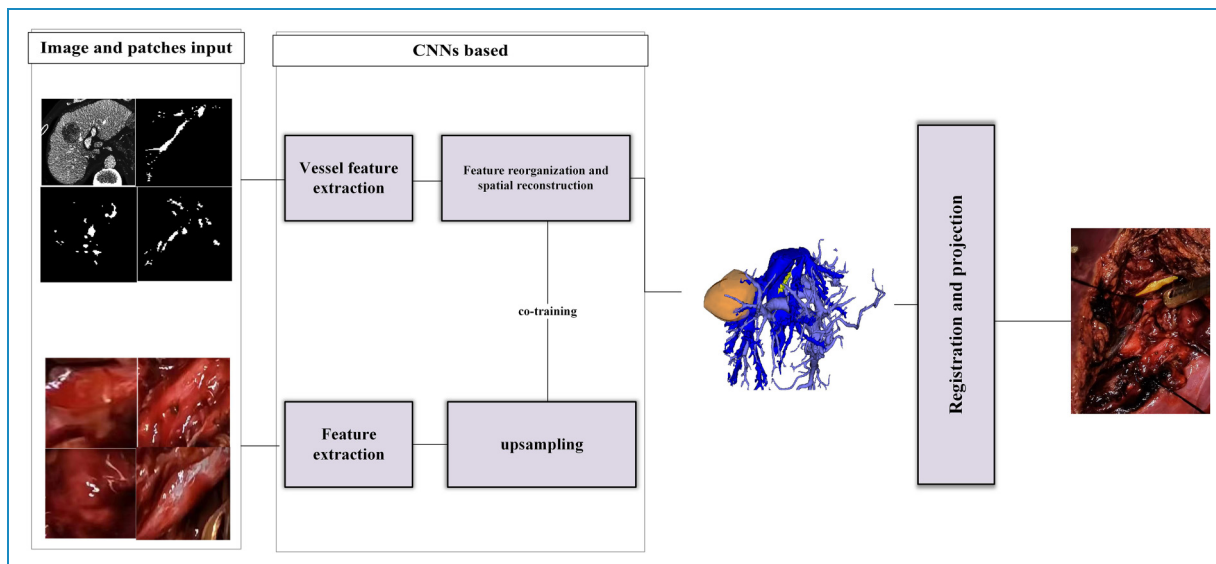 Image and patches input
CNNs based
Vessel feature
extraction
Feature reorganization and
spatial reconstruction
co-training
Feature
extraction
upsampling
Registration and projection